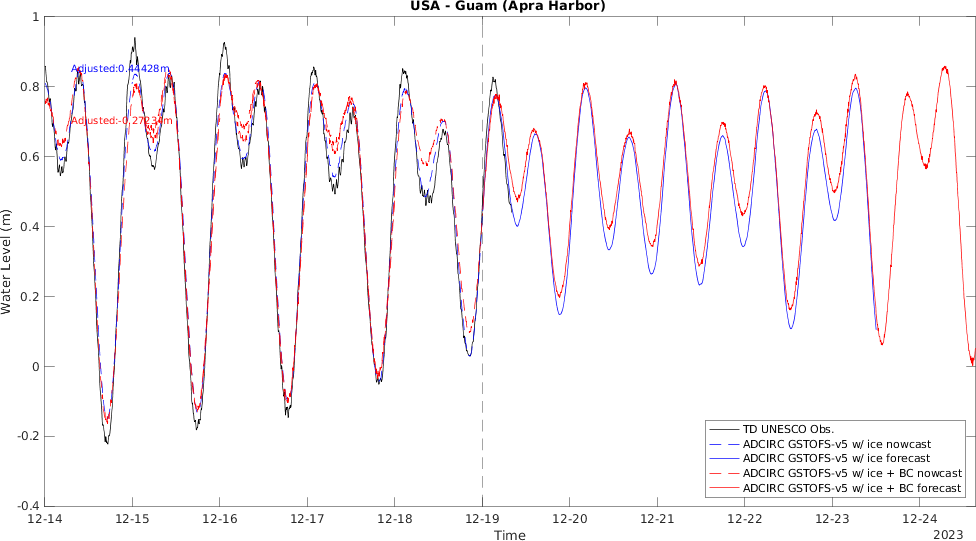 USA - Guam (Apra Harbor)
1
0.8
0.6
0.4
0.2
0
-0.2
-0.4
Water Level (m)
Adjusted:0.44428m
TD UNESCO Obs.
ADCIRC GSTOFS-v5 w/ ice nowcast
ADCIRC GSTOFS-v5 w/ ice forecast
ADCIRC GSTOFS-v5 w/ ice + BC nowcast
ADCIRC GSTOFS-v5 w/ ice + BC forecast
12-14 12-15 12-16 12-17 12-18 12-19 12-20 12-21 12-22 12-23 12-24
Time
2023